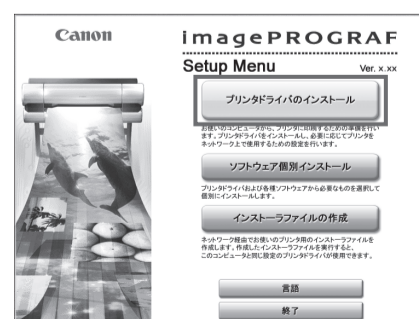 Canon
imagePROGRAF
Setup Menu
Ver. x.xx
プリンタドライバのインストール
お使いのコンピュータから、プリンタに印刷するための準備を行い
ます。プリンタドライバをインストールし、必要に応じてプリンタを
ネットワーク上で使用するための設定を行います。
ソフトウェア個別インストール
プリンタドライバおよび各種ソフトウェアから必要なものを選択して
個別にインストールします。
インストーラファイルの作成
ネットワーク経由でお使いのプリンタ用のインストーラファイルを
作成します。作成したインストーラファイルを実行すると、
このコンピュータと同じ設定のプリンタドライバが使用できます。
言語
終了